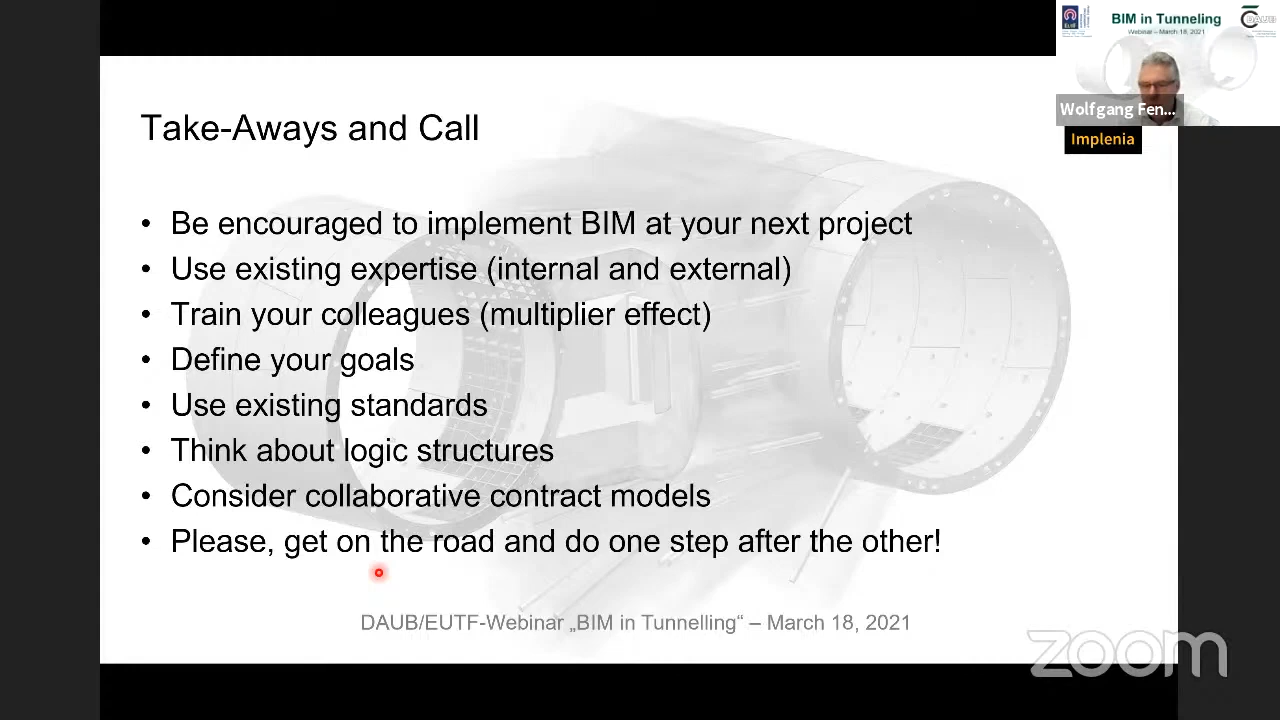 BIM in Tunneling
Webinar – March 18, 2021
DAUB
Wolfgang Fen...
Implenia
Take-Aways and Call
• Be encouraged to implement BIM at your next project
• Use existing expertise (internal and external)
• Train your colleagues (multiplier effect)
• Define your goals
• Use existing standards
• Think about logic structures
• Consider collaborative contract models
• Please, get on the road and do one step after the other!
DAUB/EUTF-Webinar „BIM in Tunnelling“ – March 18, 2021
zoom